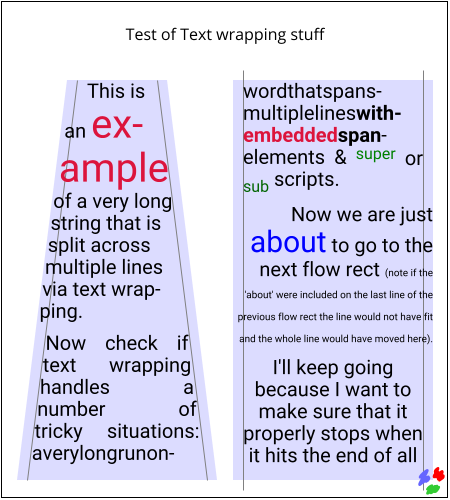 Test of Text wrapping stuff
This is
an ex-
ample
of a very long
string that is
split across
multiple lines
via text wrap-
ping.
Now check if
text wrapping
handles a
number of
tricky situations:
averylongrunon-
wordthatspans-
multiplelineswith-
embeddedspan-
elements & super or
sub scripts.
Now we are just
about to go to the
next flow rect (note if the
'about' were included on the last line of the
previous flow rect the line would not have fit
and the whole line would have moved here).
I'll keep going
because I want to
make sure that it
properly stops when
it hits the end of all